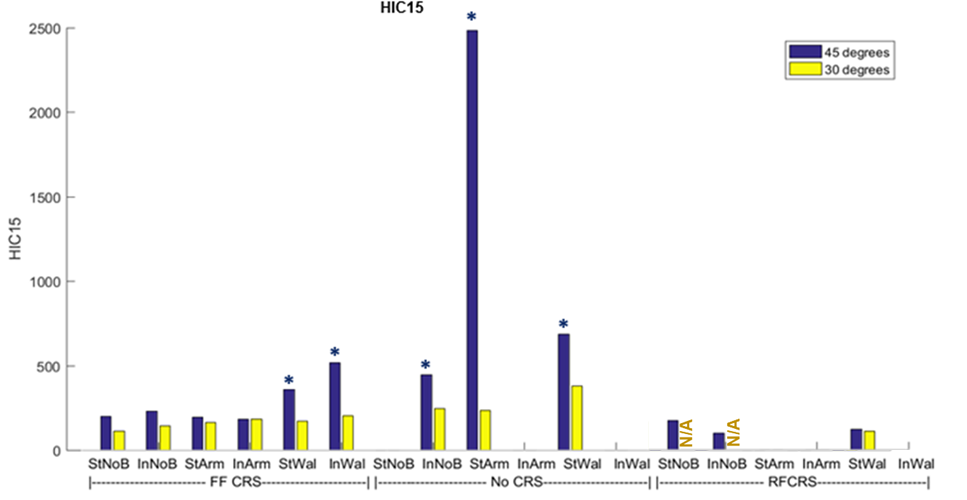 HIC15
2500
2000
1500
1000
500
0
HIC15
45 degrees
30 degrees
*
*
*
*
*
N/A
N/A
StNoB InNoB StArm InArm StWal InWal StNoB InNoB StArm InArm StWal InWal StNoB InNoB StArm InArm StWal InWal
|----------------------- FF CRS---------------------| |----------------------No CRS---------------------| |----------------------RFCRS----------------------|